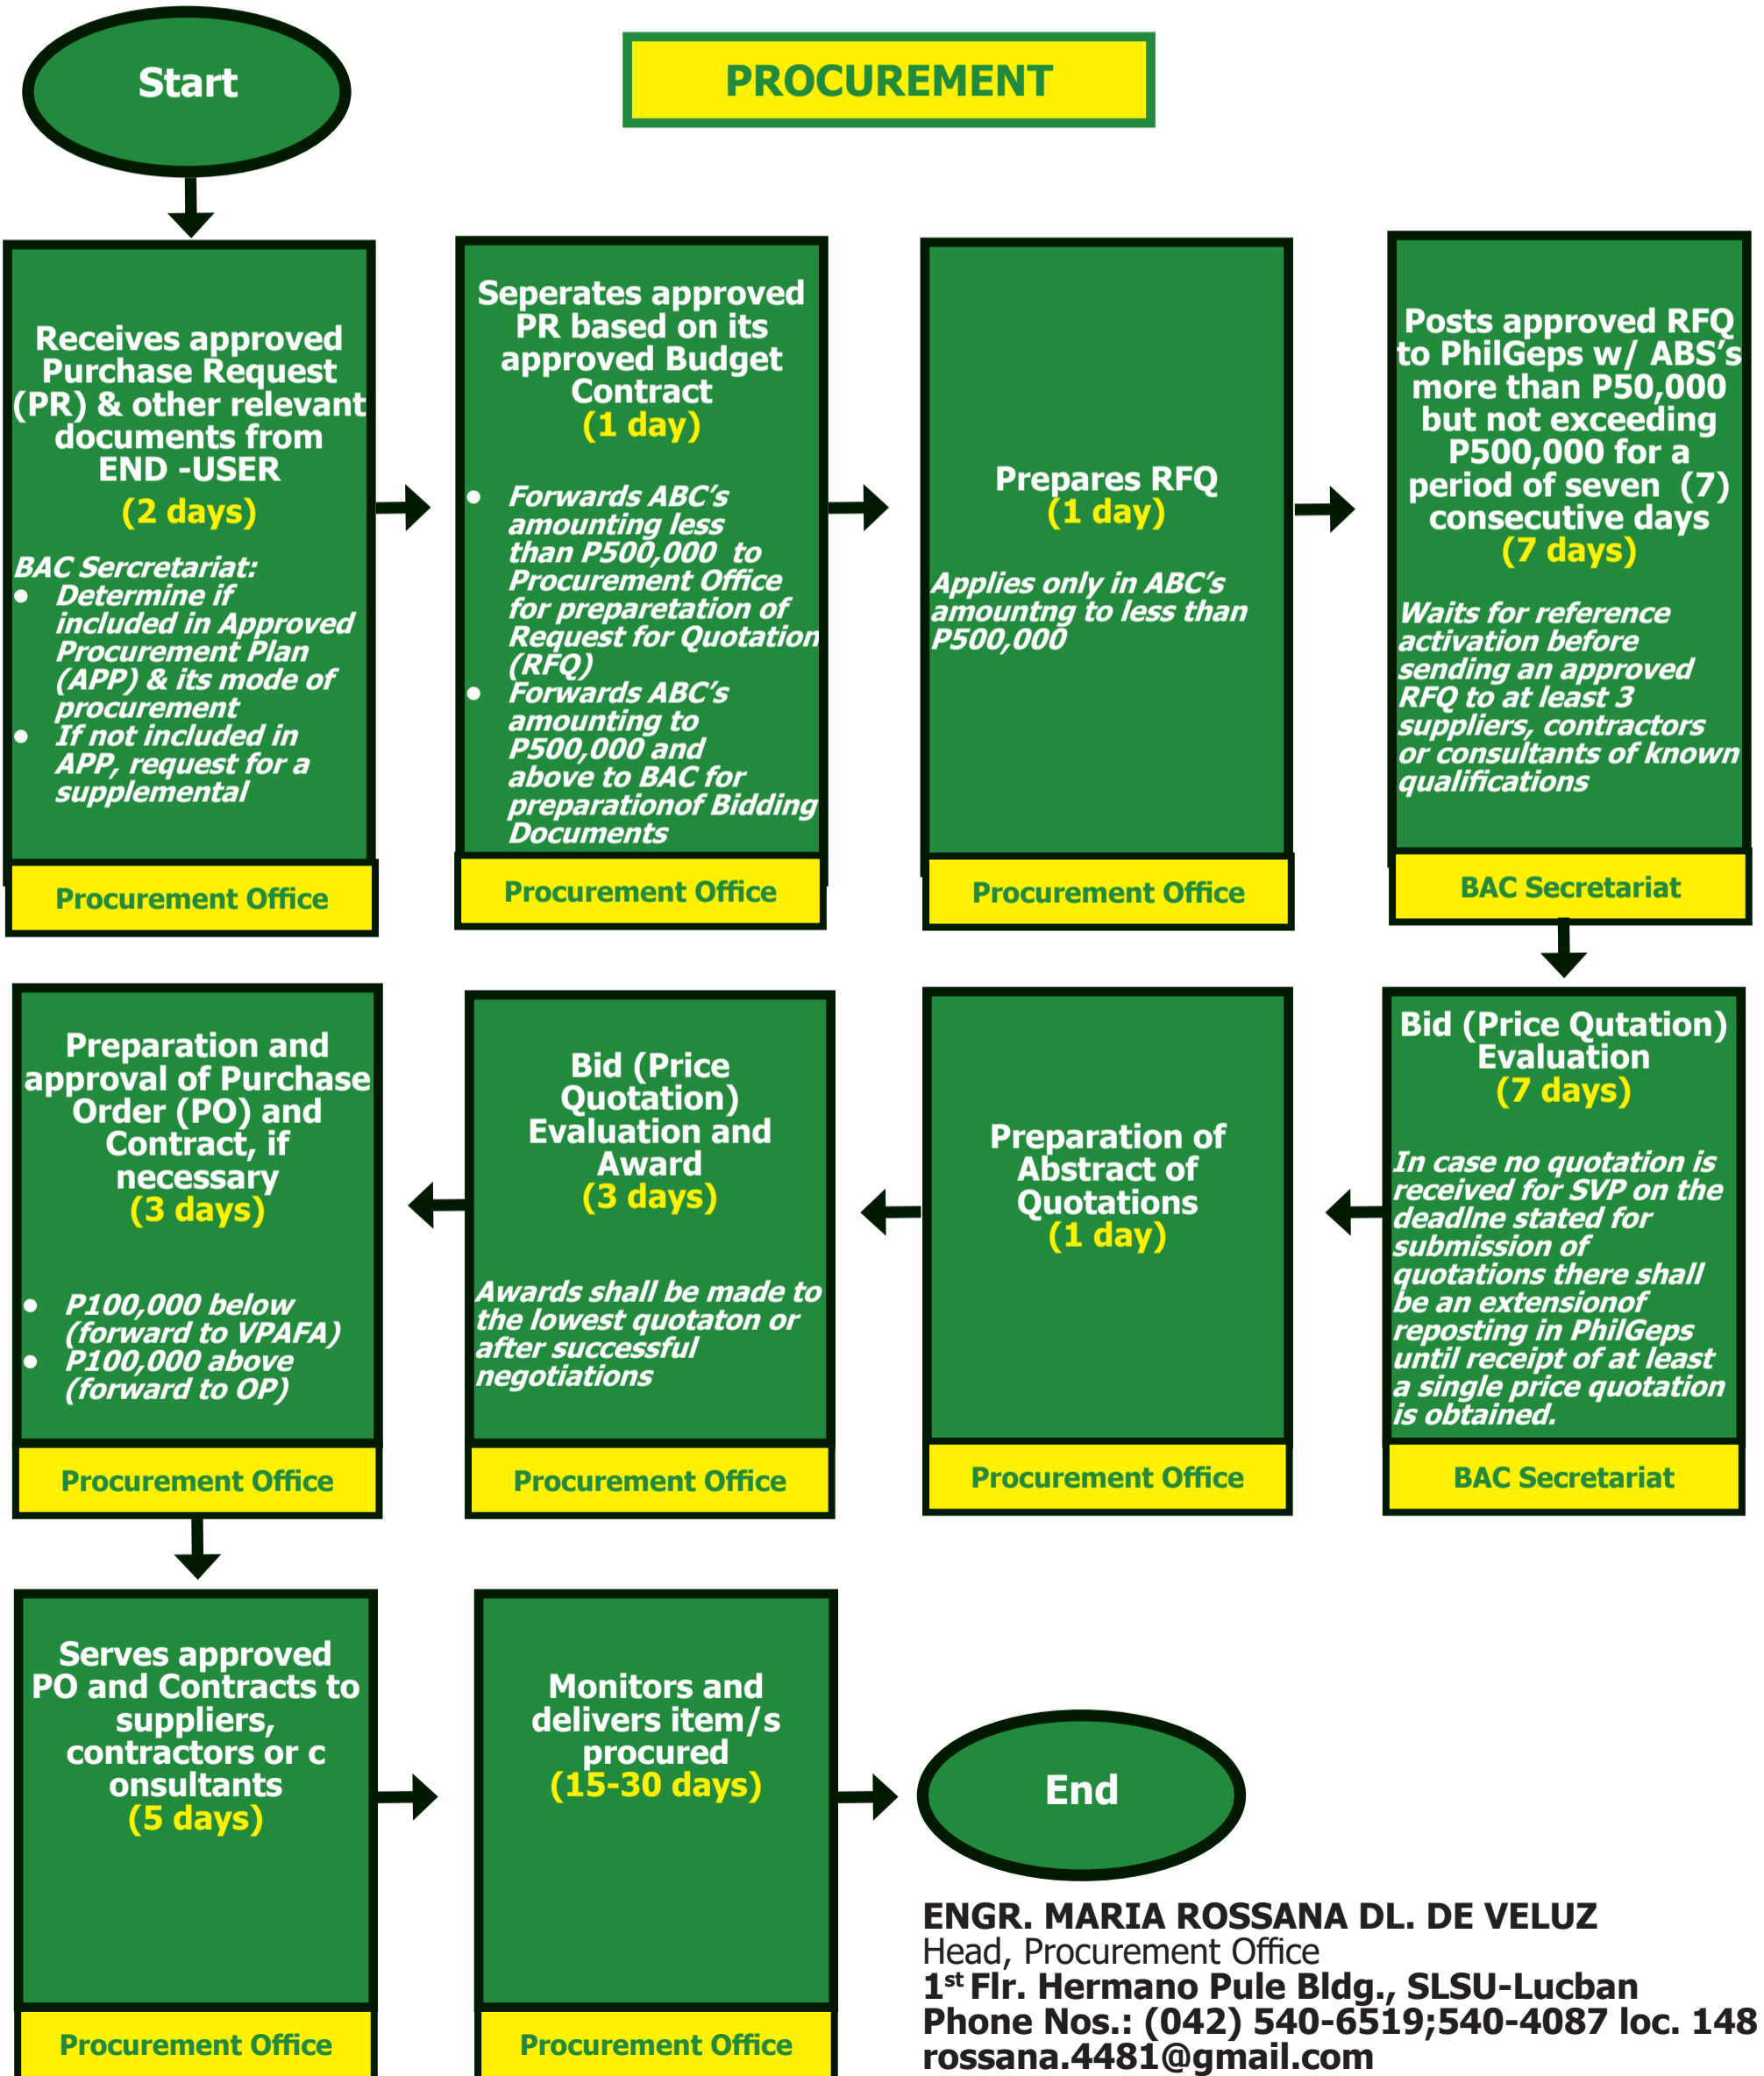 Start
PROCUREMENT
Receives approved
Purchase Request
(PR) & other relevant
documents from
END -USER
(2 days)
BAC Sercretariat:
• Determine if
included in Approved
Procurement Plan
(APP) & its mode of
procurement
• If not included in
APP, request for a
supplemental
Procurement Office
Seperates approved
PR based on its
approved Budget
Contract
(1 day)
• Forwards ABC’s
amounting less
than P500,000 to
Procurement Office
for preparetation of
Request for Quotation
(RFQ)
• Forwards ABC’s
amounting to
P500,000 and
above to BAC for
preparationof Bidding
Documents
Procurement Office
Prepares RFQ
(1 day)
Applies only in ABC’s
amountng to less than
P500,000
Procurement Office
Posts approved RFQ
to PhilGeps w/ ABS’s
more than P50,000
but not exceeding
P500,000 for a
period of seven (7)
consecutive days
(7 days)
Waits for reference
activation before
sending an approved
RFQ to at least 3
suppliers, contractors
or consultants of known
qualifications
BAC Secretariat
Bid (Price Qutation)
Evaluation
(7 days)
In case no quotation is
received for SVP on the
deadlne stated for
submission of
quotations there shall
be an extensionof
reposting in PhilGeps
until receipt of at least
a single price quotation
is obtained.
BAC Secretariat
Preparation of
Abstract of
Quotations
(1 day)
Procurement Office
Bid (Price
Quotation)
Evaluation and
Award
(3 days)
Awards shall be made to
the lowest quotaton or
after successful
negotiations
Procurement Office
Preparation and
approval of Purchase
Order (PO) and
Contract, if
necessary
(3 days)
• P100,000 below
(forward to VPAFA)
• P100,000 above
(forward to OP)
Procurement Office
Serves approved
PO and Contracts to
suppliers,
contractors or c
onsultants
(5 days)
Procurement Office
Monitors and
delivers item/s
procured
(15-30 days)
Procurement Office
End
ENGR. MARIA ROSSANA DL. DE VELUZ
Head, Procurement Office
1st Flr. Hermano Pule Bldg., SLSU-Lucban
Phone Nos.: (042) 540-6519;540-4087 loc. 148
rossana.4481@gmail.com